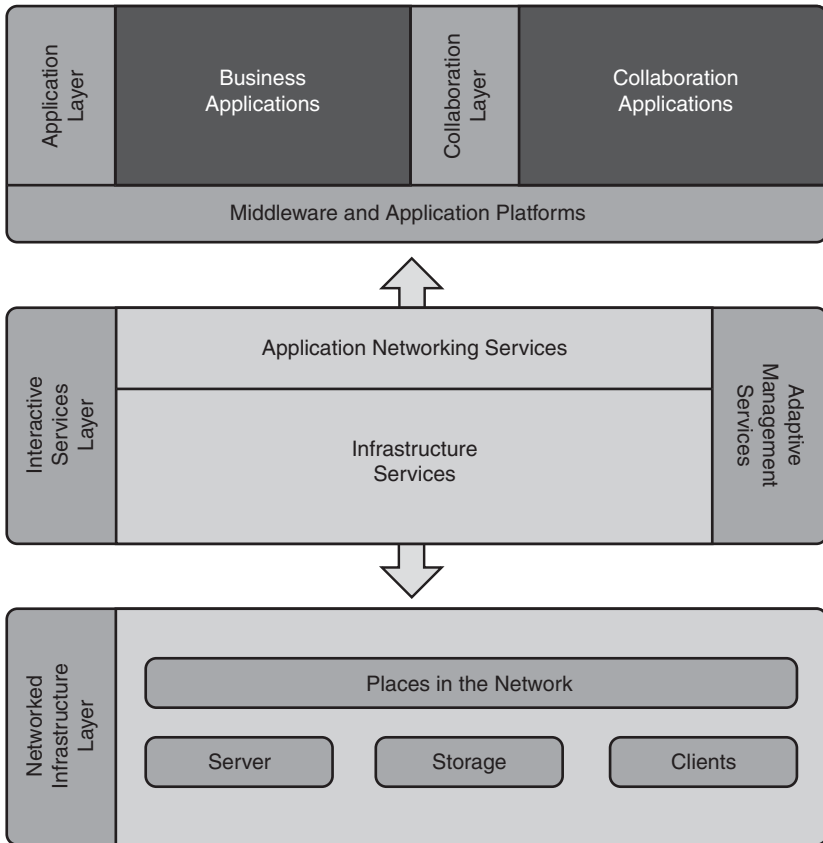 Application
Layer
Business
Applications
Collaboration
Layer
Collaboration
Applications
Middleware and Application Platforms
Interactive
Services
Layer
Application Networking Services
Infrastructure
Services
Adaptive
Management
Services
Networked
Infrastructure
Layer
Places in the Network
Server
Storage
Clients